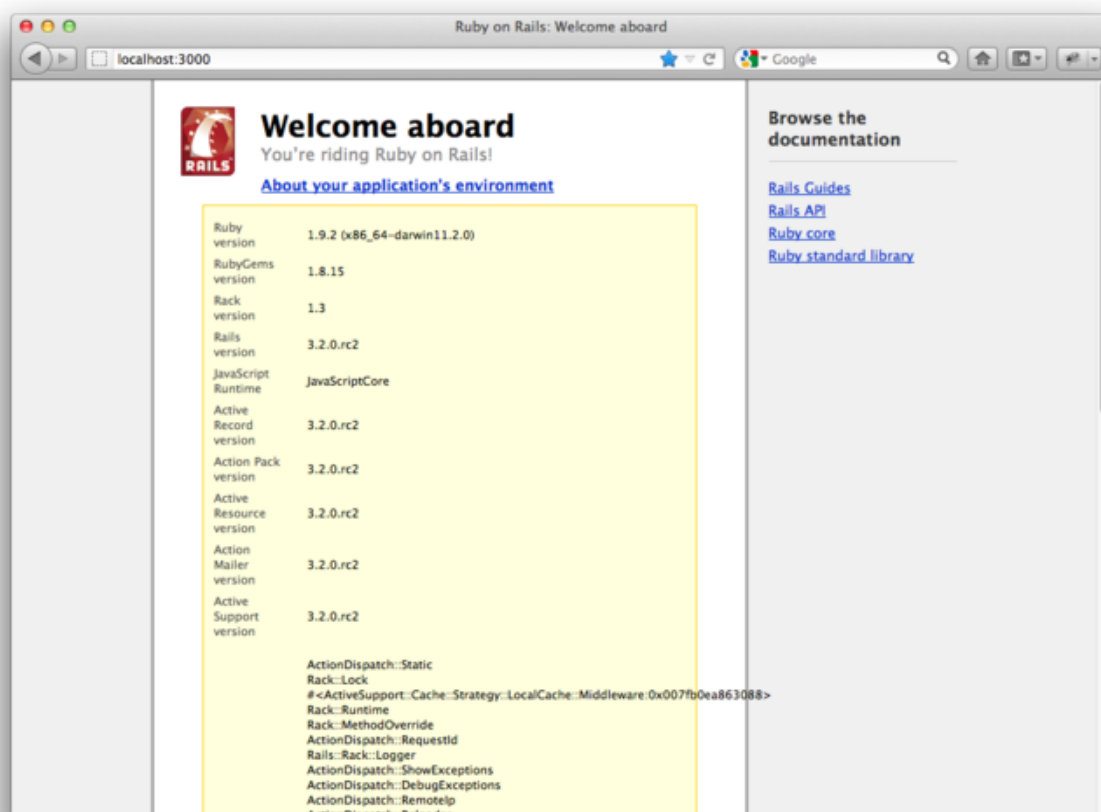 Ruby on Rails: Welcome aboard
localhost:3000
Google
RAILS
Welcome aboard
You're riding Ruby on Rails!
About your application's environment
Ruby
version
1.9.2 (x86_64-darwin11.2.0)
RubyGems
version
1.8.15
Rack
version
1.3
Rails
version
3.2.0.rc2
JavaScript
Runtime
JavaScriptCore
Active
Record
version
3.2.0.rc2
Action Pack
version
3.2.0.rc2
Active
Resource
version
3.2.0.rc2
Action
Mailer
version
3.2.0.rc2
Active
Support
version
3.2.0.rc2
ActionDispatch::Static
Rack::Lock
#<ActiveSupport::Cache::Strategy::LocalCache::Middleware:0x007fb0ea863088>
Rack::Runtime
Rack::MethodOverride
ActionDispatch::RequestId
Rails::Rack::Logger
ActionDispatch::ShowExceptions
ActionDispatch::DebugExceptions
ActionDispatch::RemoteIp
Browse the
documentation
Rails Guides
Rails API
Ruby core
Ruby standard library